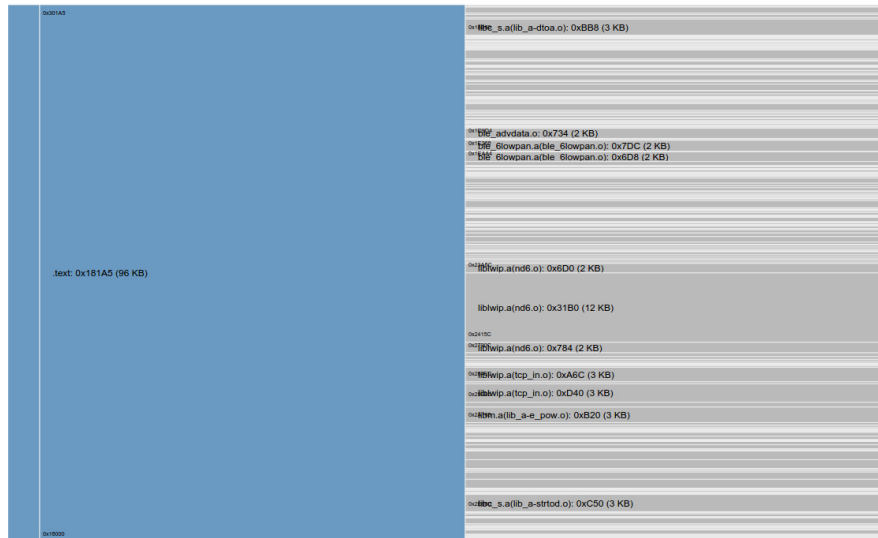 0x301A5
libc_s.a(lib_a-dtoa.o): 0xBB8 (3 KB)
ble_advdata.o: 0x734 (2 KB)
ble_6lowpan.a(ble_6lowpan.o): 0x7DC (2 KB)
ble_6lowpan.a(ble_6lowpan.o): 0x6D8 (2 KB)
liblwip.a(nd6.o): 0x6D0 (2 KB)
.text: 0x181A5 (96 KB)
liblwip.a(nd6.o): 0x31B0 (12 KB)
0x2415C
liblwip.a(nd6.o): 0x784 (2 KB)
liblwip.a(tcp_in.o): 0xA6C (3 KB)
liblwip.a(tcp_in.o): 0xD40 (3 KB)
libm.a(lib_a-e_pow.o): 0xB20 (3 KB)
libc_s.a(lib_a-strtod.o): 0xC50 (3 KB)
0x18000